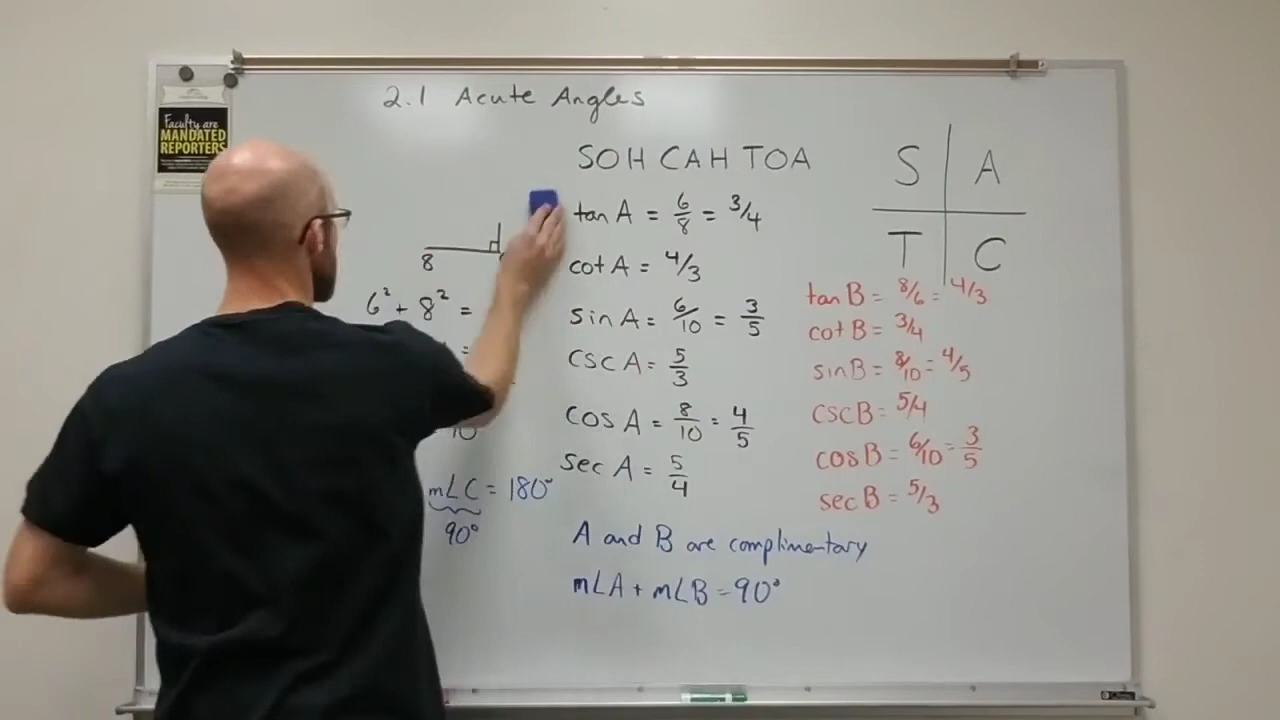 2.1 Acute Angles
Faculty are
MANDATED
REPORTERS
SOH CAH TOA
S A
T C
8
6² + 8² =
=
10
mLC = 180°
90°
tan A = 6/8 = 3/4
cot A = 4/3
sin A = 6/10 = 3/5
csc A = 5/3
cos A = 8/10 = 4/5
sec A = 5/4
tan B = 8/6 = 4/3
cot B = 3/4
sin B = 8/10 = 4/5
csc B = 5/4
cos B = 6/10 = 3/5
sec B = 5/3
A and B are complimentary
m∠A + m∠B = 90°